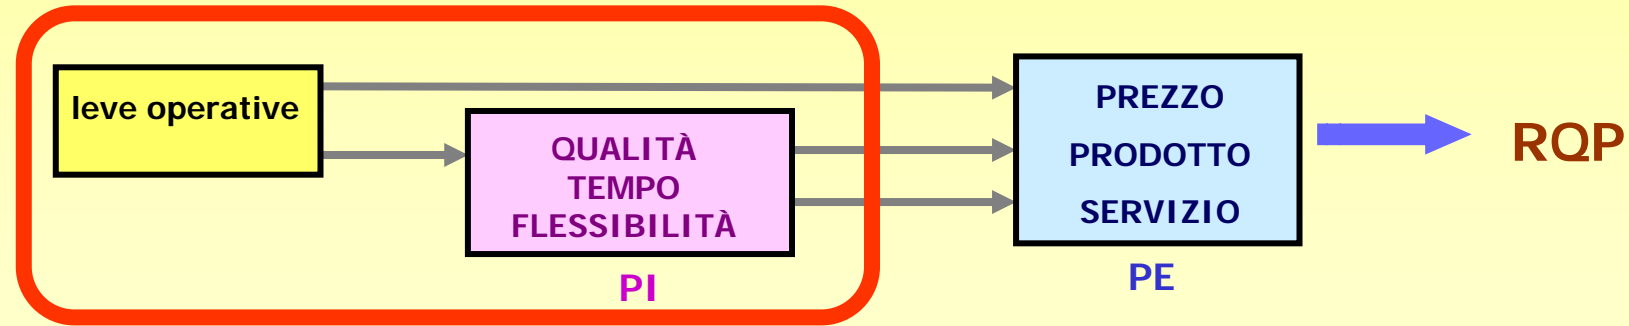 leve operative
QUALITÀ
TEMPO
FLESSIBILITÀ
PI
PREZZO
PRODOTTO
SERVIZIO
PE
RQP